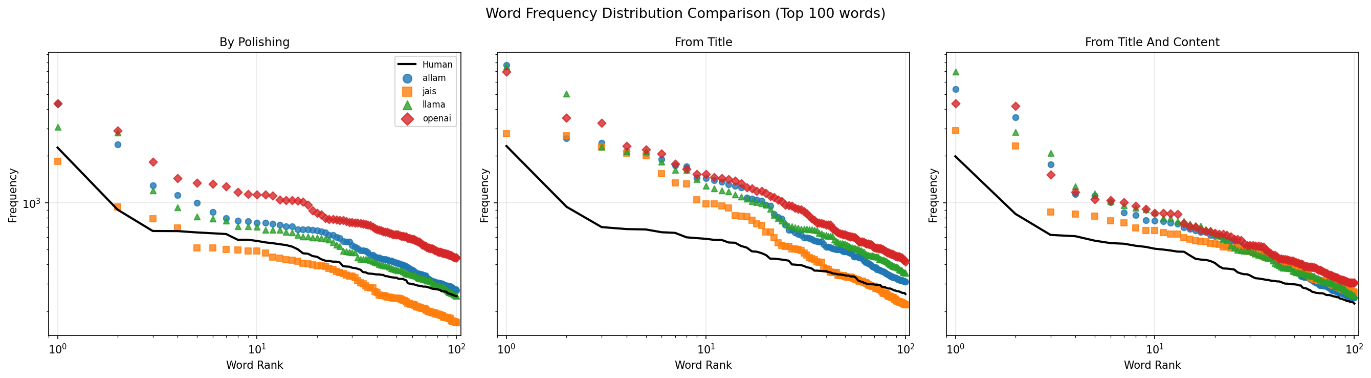 Word Frequency Distribution Comparison (Top 100 words)
By Polishing
Frequency
10³
Human
allam
jais
llama
openai
10⁰ 10¹ 10²
Word Rank
From Title
Frequency
10⁰ 10¹ 10²
Word Rank
From Title And Content
Frequency
10⁰ 10¹ 10²
Word Rank